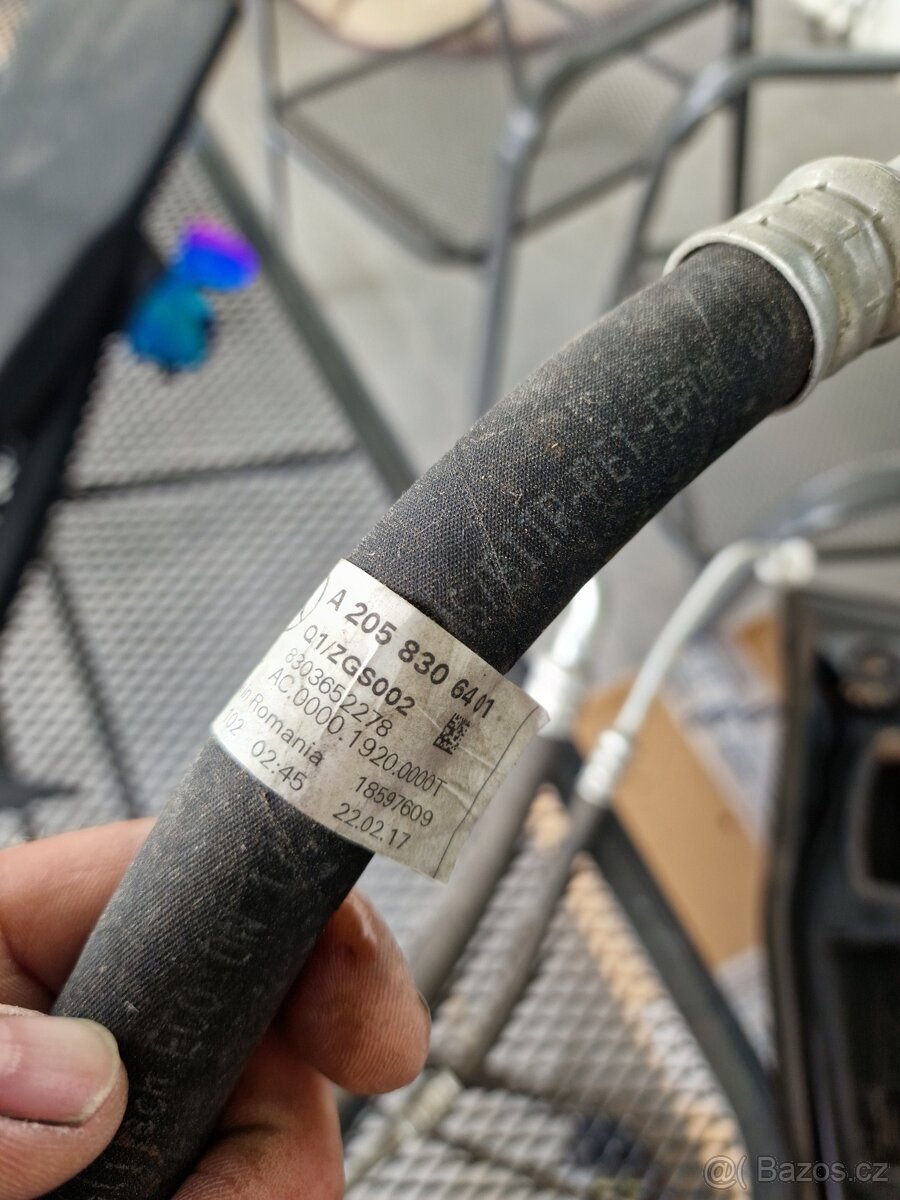 A 205 830 64 01
Q1/ZGS002
8303652278
AC.0000.1920.0000T
in Romania
02:45
18597609
22.02.17
@( Bazos.cz